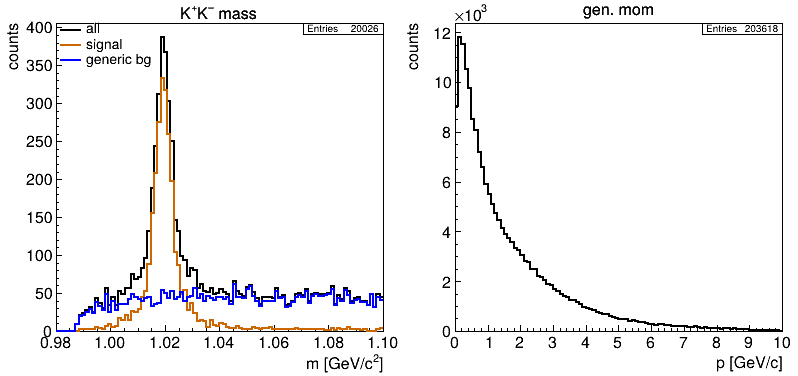 K⁺K⁻ mass
counts
all
signal
generic bg
Entries 20026
400
350
300
250
200
150
100
50
0
0.98 1.00 1.02 1.04 1.06 1.08 1.10
m [GeV/c²]
gen. mom
×10³
counts
Entries 203618
12
10
8
6
4
2
0
0 1 2 3 4 5 6 7 8 9 10
p [GeV/c]